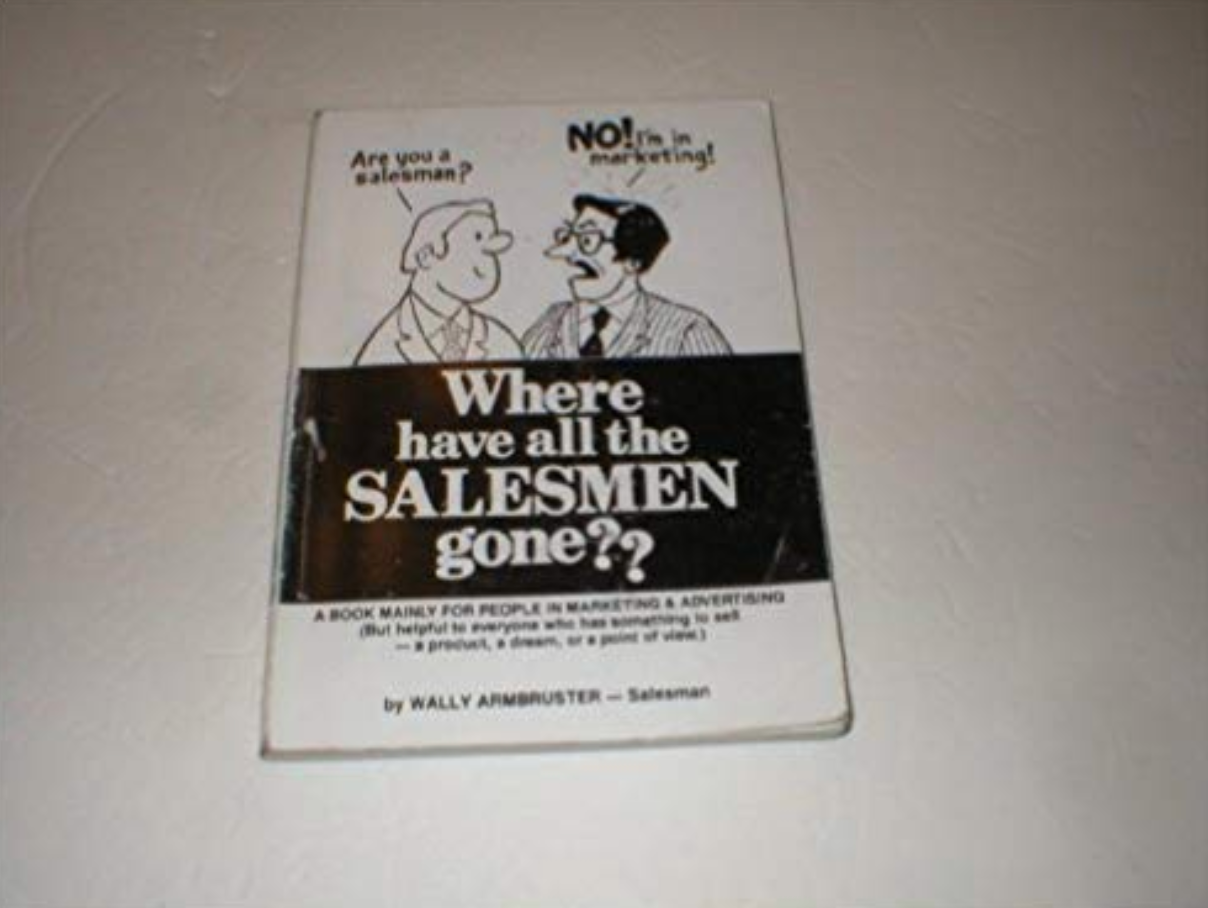 Are you a
salesman?
NO! I'm in
marketing!
Where
have all the
SALESMEN
gone??
A BOOK MAINLY FOR PEOPLE IN MARKETING & ADVERTISING
(But helpful to everyone who has something to sell
— a product, a dream, or a point of view.)
by WALLY ARMBRUSTER — Salesman